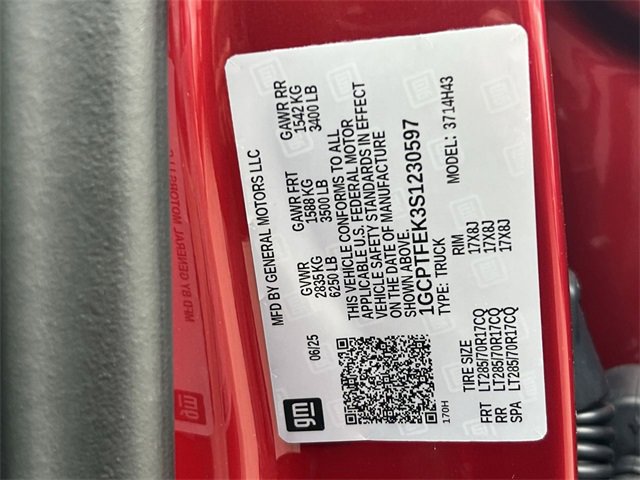 gm
MFD BY GENERAL MOTORS LLC
06/25
GVWR GAWR FRT GAWR RR
2835 KG 1588 KG 1542 KG
6250 LB 3500 LB 3400 LB
THIS VEHICLE CONFORMS TO ALL
APPLICABLE U.S. FEDERAL MOTOR
VEHICLE SAFETY STANDARDS IN EFFECT
ON THE DATE OF MANUFACTURE
SHOWN ABOVE.
1GCPTFEK3S1230597
170H TYPE: TRUCK MODEL: 3714H43
TIRE SIZE RIM
FRT LT285/70R17CQ 17X8J
RR LT285/70R17CQ 17X8J
SPA LT285/70R17CQ 17X8J